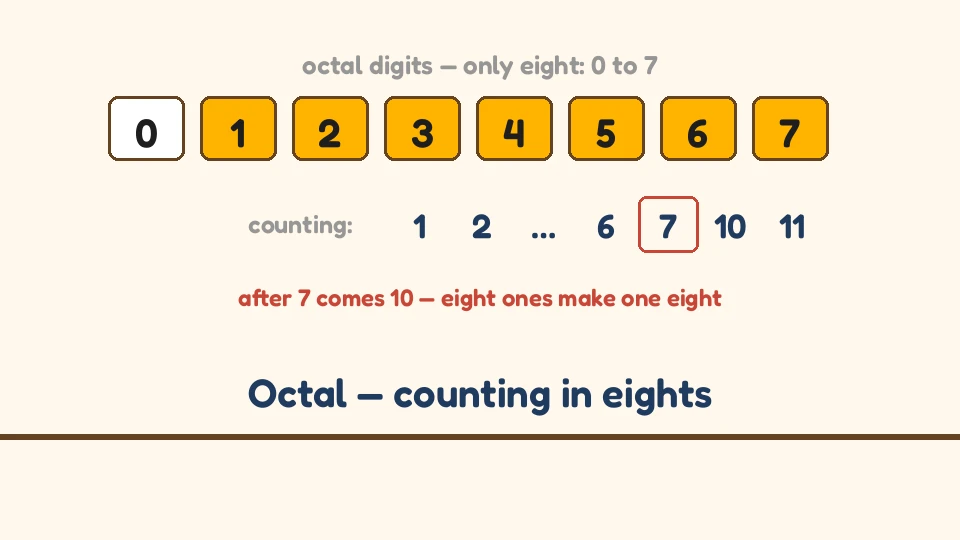 octal digits — only eight: 0 to 7
0 1 2 3 4 5 6 7
counting: 1 2 ... 6 7 10 11
after 7 comes 10 — eight ones make one eight
Octal — counting in eights